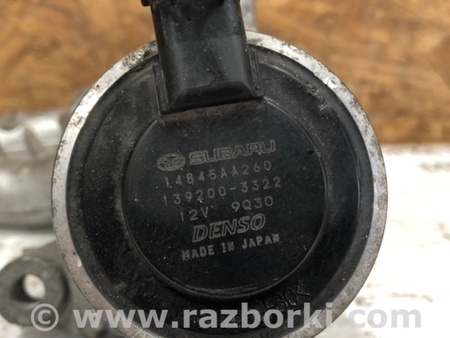 SUBARU
14845AA260
139200-3322
12V 9Q30
DENSO
MADE IN JAPAN
www.razborki.com